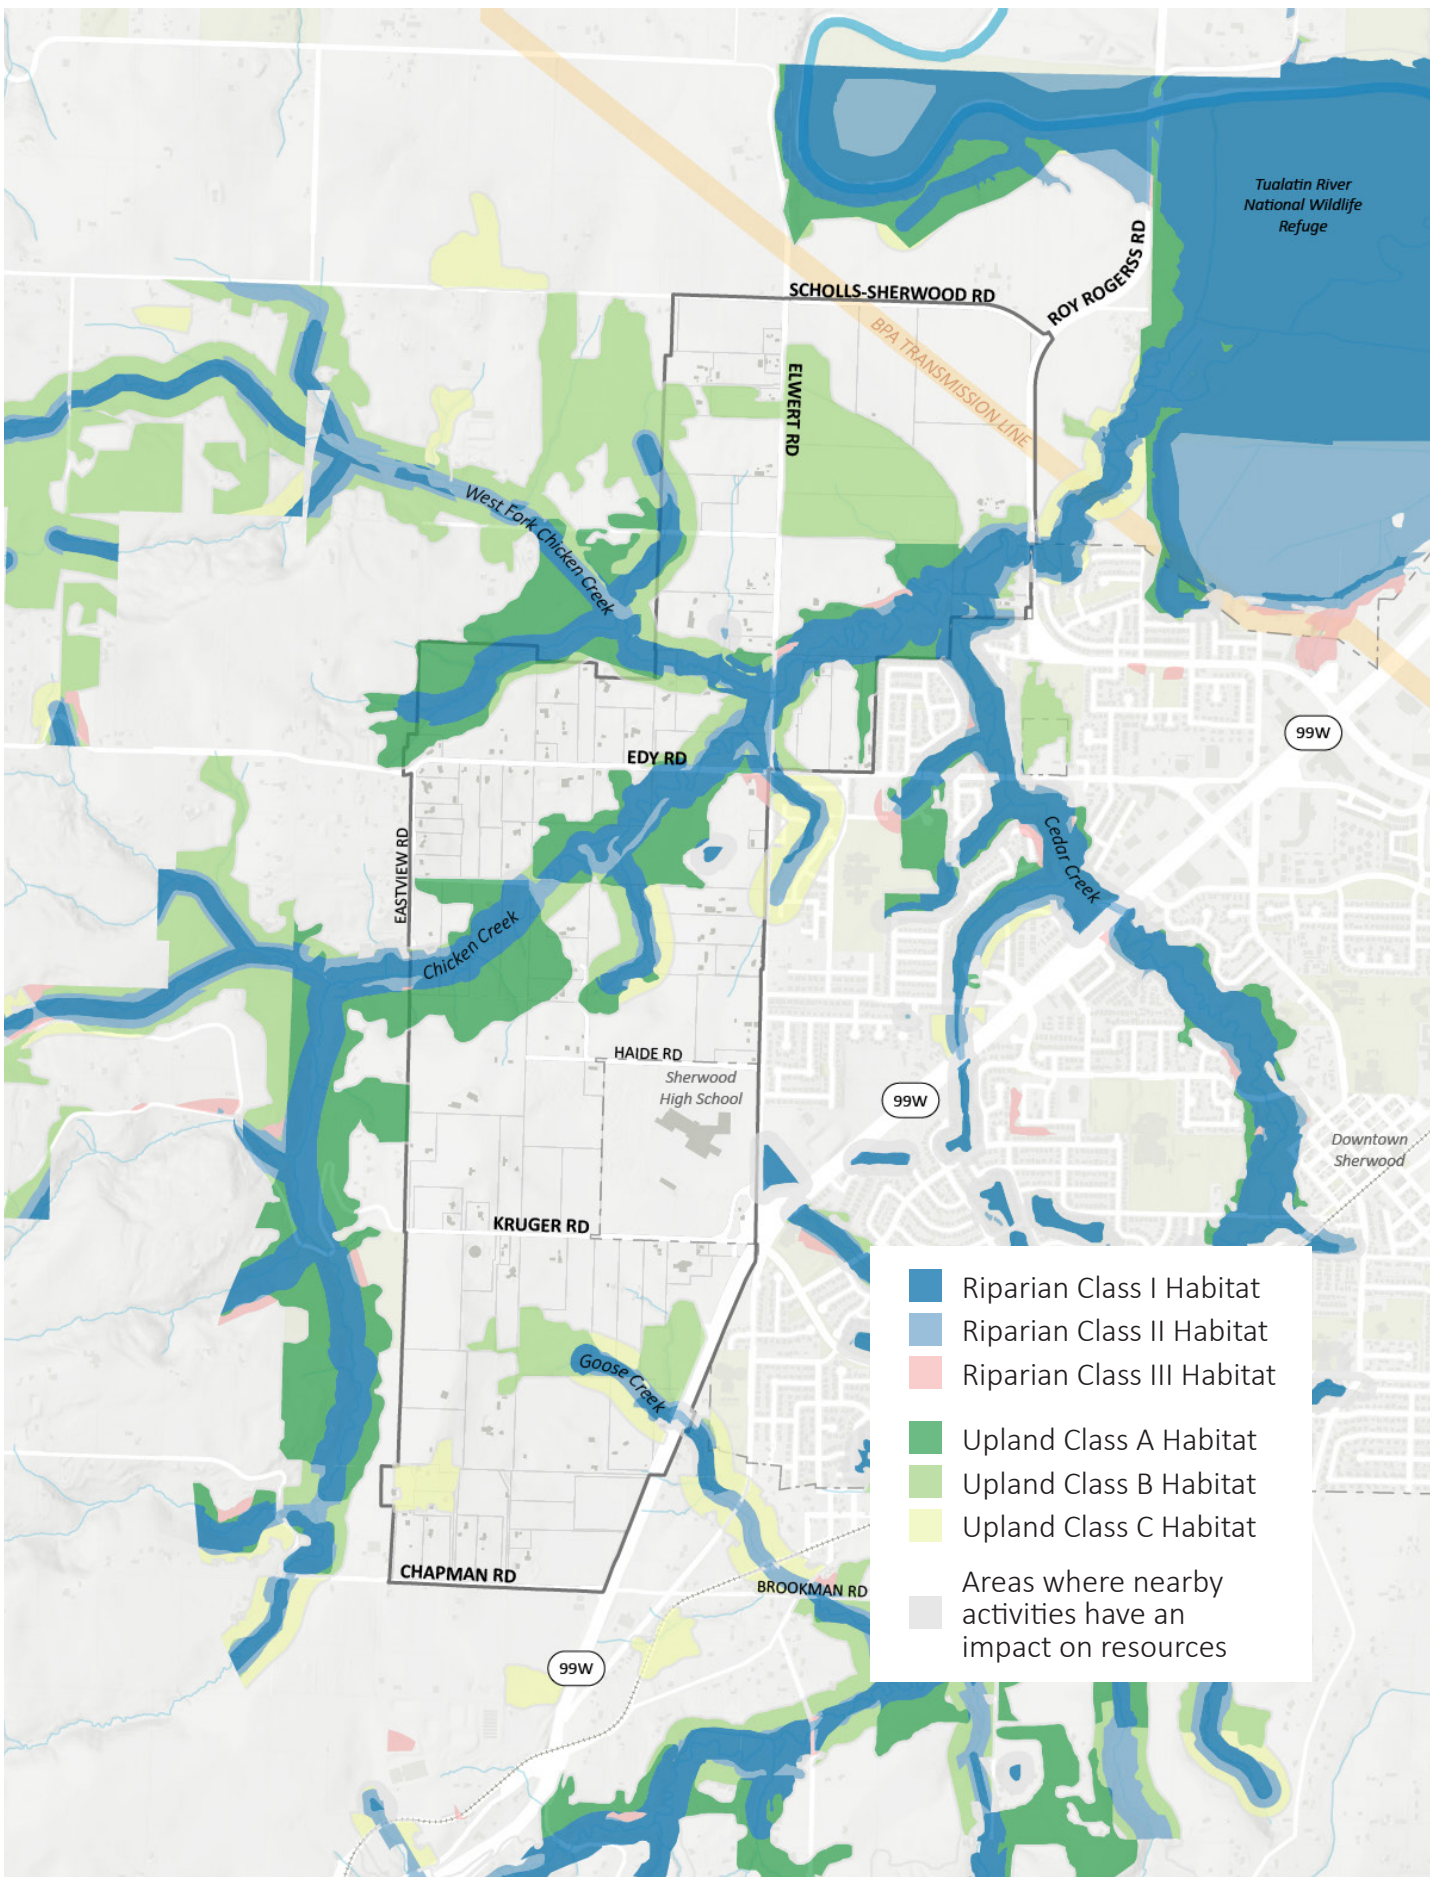 Tualatin River
National Wildlife
Refuge
SCHOLLS-SHERWOOD RD
ROY ROGERSS RD
BPA TRANSMISSION LINE
ELWERT RD
West Fork Chicken Creek
99W
EDY RD
EASTVIEW RD
Cedar Creek
Chicken Creek
HAIDE RD
Sherwood
High School
99W
Downtown
Sherwood
KRUGER RD
Goose Creek
CHAPMAN RD
BROOKMAN RD
99W
Riparian Class I Habitat
Riparian Class II Habitat
Riparian Class III Habitat
Upland Class A Habitat
Upland Class B Habitat
Upland Class C Habitat
Areas where nearby
activities have an
impact on resources